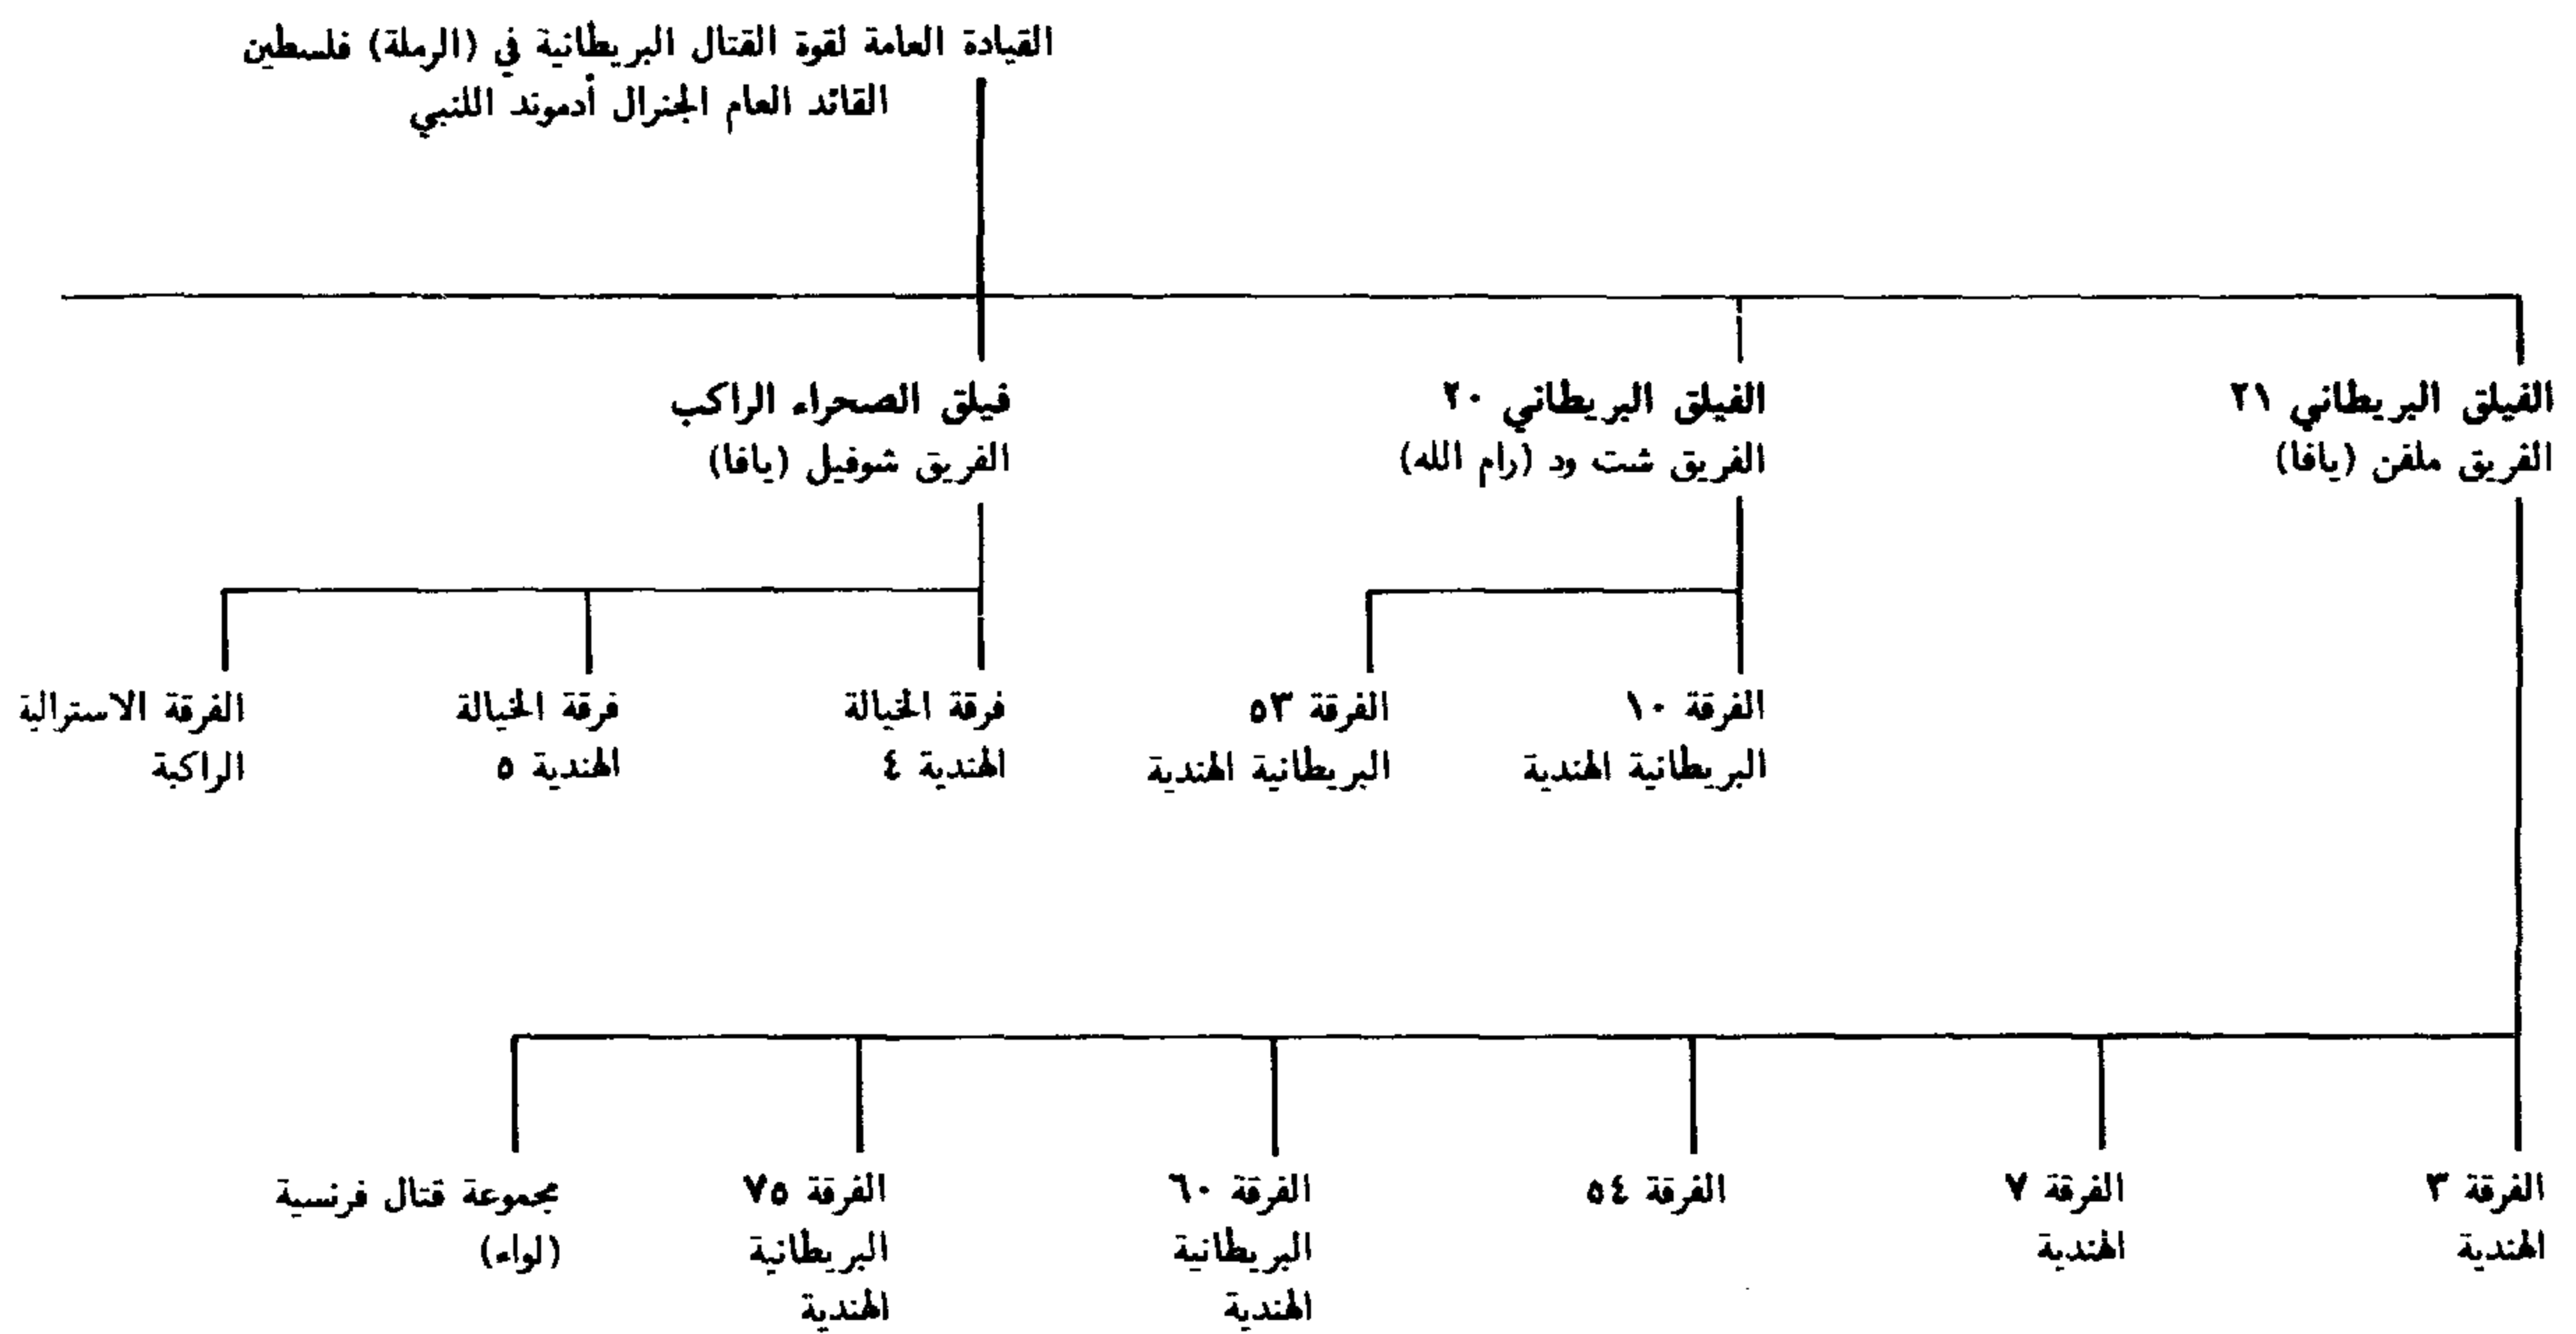 القيادة العامة لقوة القتال البريطانية في (الرملة) فلسطين
القائد العام الجنرال أدموند اللنبي
الفيلق البريطاني ٢١
الفريق ملفن (يافا)
الفيلق البريطاني ٢٠
الفريق شت ود (رام الله)
فيلق الصحراء الراكب
الفريق شوفيل (يافا)
الفرقة ١٠
البريطانية الهندية
الفرقة ٥٣
البريطانية الهندية
فرقة الخيالة
الهندية ٤
فرقة الخيالة
الهندية ٥
الفرقة الاسترالية
الراكبة
الفرقة ٣
الهندية
الفرقة ٧
الهندية
الفرقة ٥٤
الفرقة ٦٠
البريطانية
الهندية
الفرقة ٧٥
البريطانية
الهندية
مجموعة قتال فرنسية
(لواء)